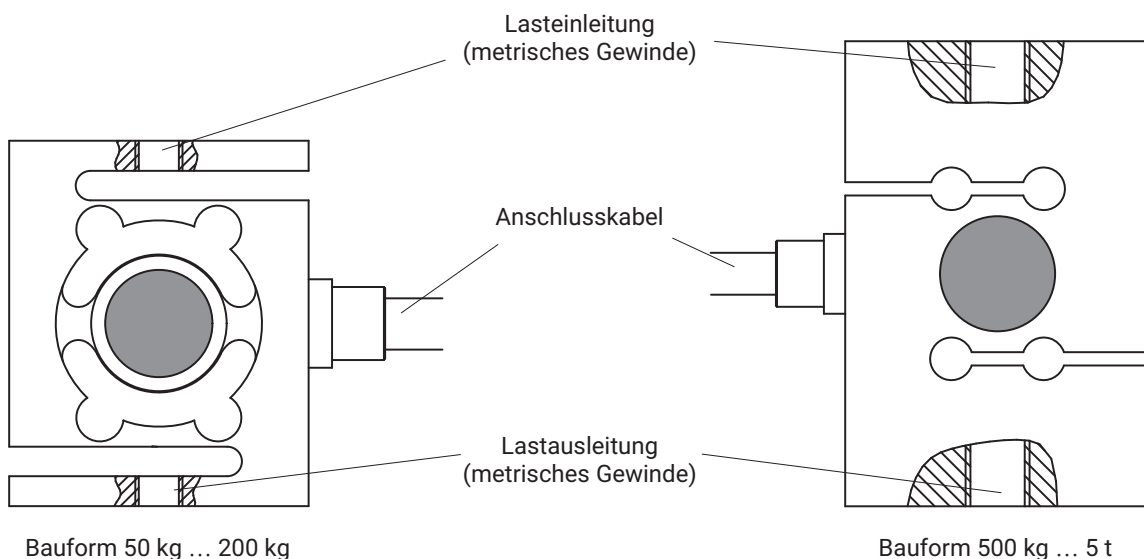 Lasteinleitung
(metrisches Gewinde)
Anschlusskabel
Lastausleitung
(metrisches Gewinde)
Bauform 50 kg … 200 kg
Bauform 500 kg … 5 t